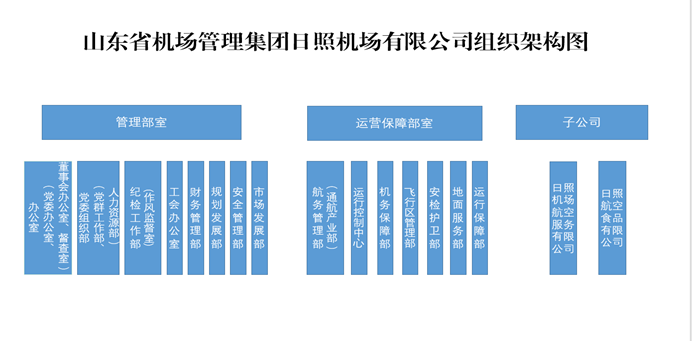 山东省机场管理集团日照机场有限公司组织架构图
管理部室
运营保障部室
子公司
办公室
（党委办公室、
董事会办公室、督查室）
党委组织部
（党群工作部、
人力资源部）
纪检工作部
（作风监督室）
工会办公室
财务管理部
规划发展部
安全管理部
市场发展部
航务管理部
（通航产业部）
运行控制中心
机务保障部
飞行区管理部
安检护卫部
地面服务部
运行保障部
日照
机场
航空
服务
有限
公司
日照
航空
食品
有限
公司